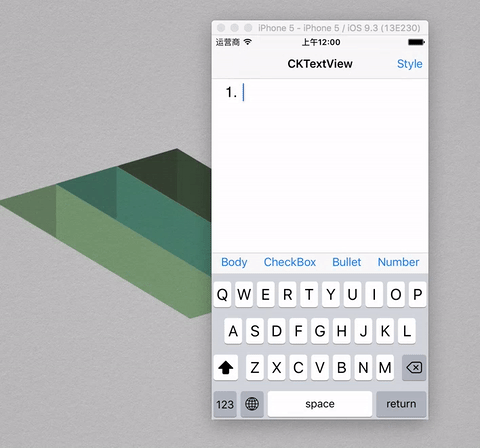 iPhone 5 - iPhone 5 / iOS 9.3 (13E230)
运营商 上午12:00
CKTextView Style
1.
Body CheckBox Bullet Number
Q W E R T Y U I O P
A S D F G H J K L
Z X C V B N M
123 space return